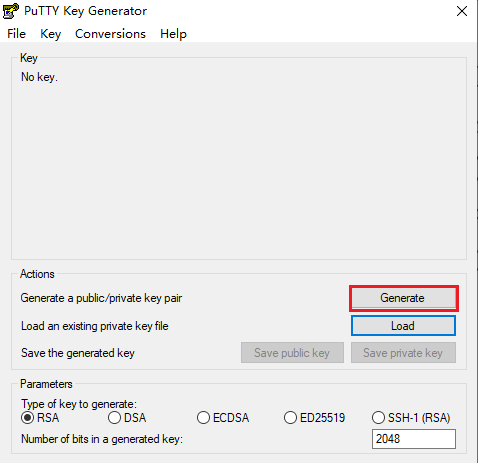 PuTTY Key Generator
File Key Conversions Help
Key
No key.
Actions
Generate a public/private key pair Generate
Load an existing private key file Load
Save the generated key Save public key Save private key
Parameters
Type of key to generate:
RSA DSA ECDSA ED25519 SSH-1 (RSA)
Number of bits in a generated key: 2048